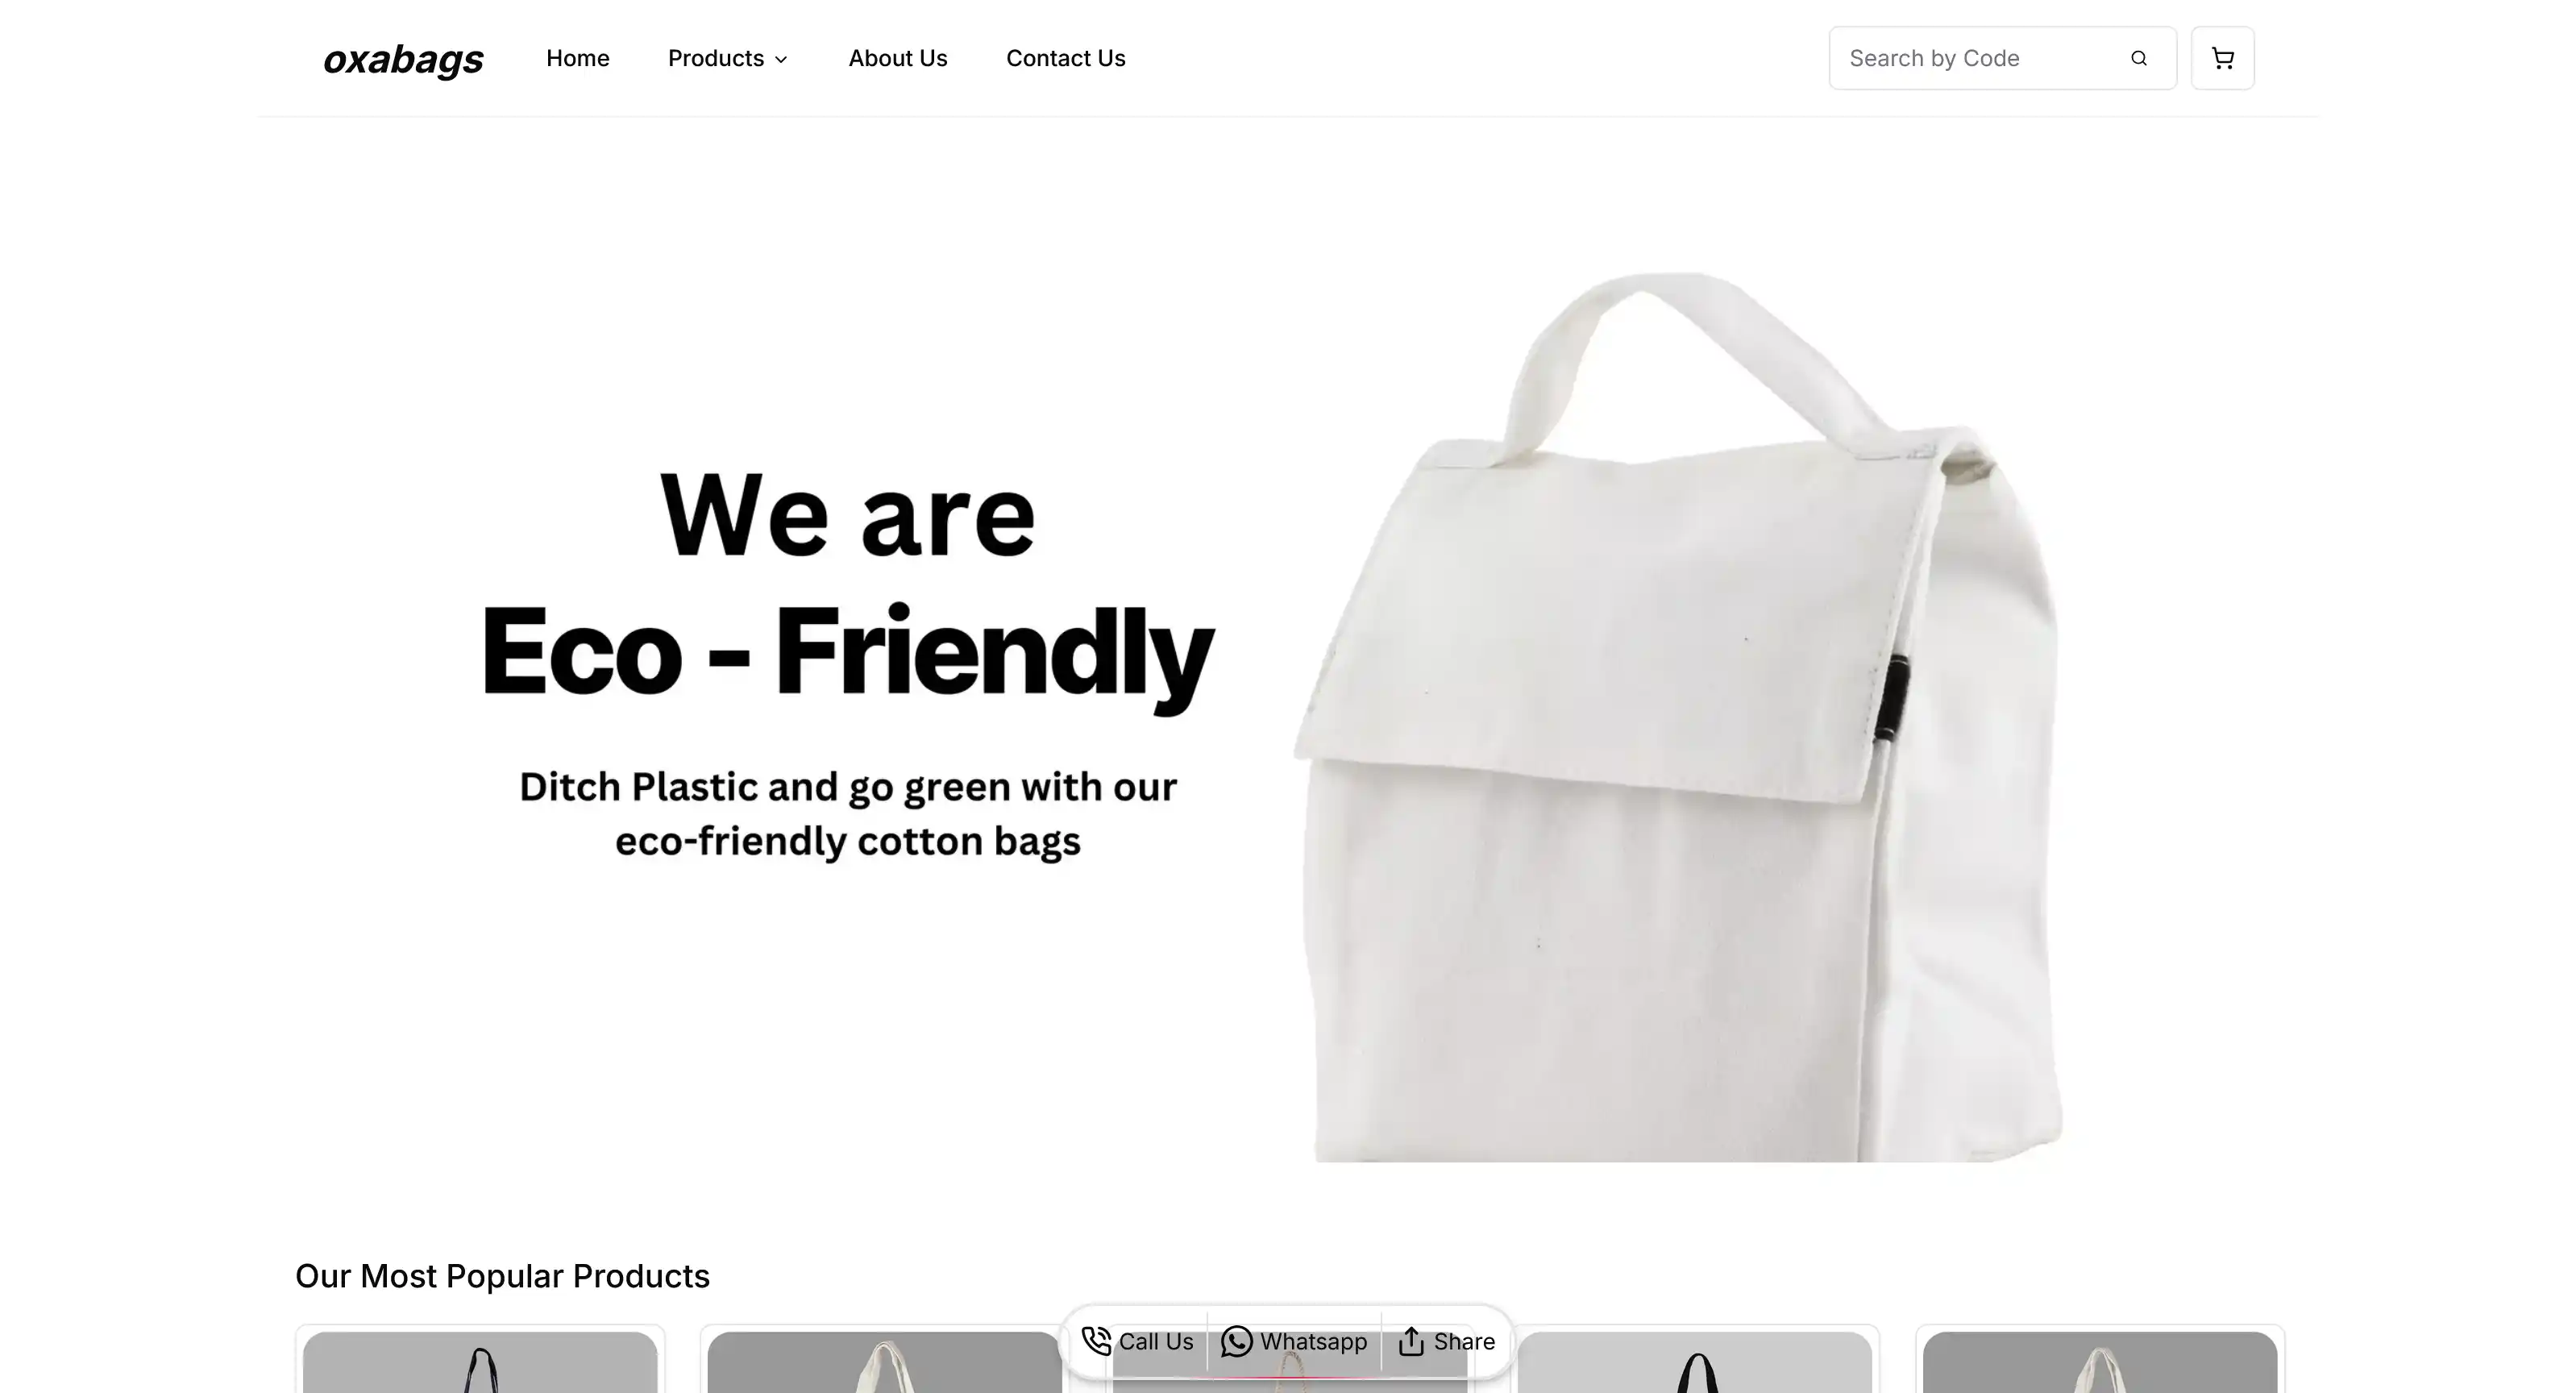 oxabags
Home
Products
About Us
Contact Us
Search by Code
We are
Eco - Friendly
Ditch Plastic and go green with our
eco-friendly cotton bags
Our Most Popular Products
Call Us
Whatsapp
Share